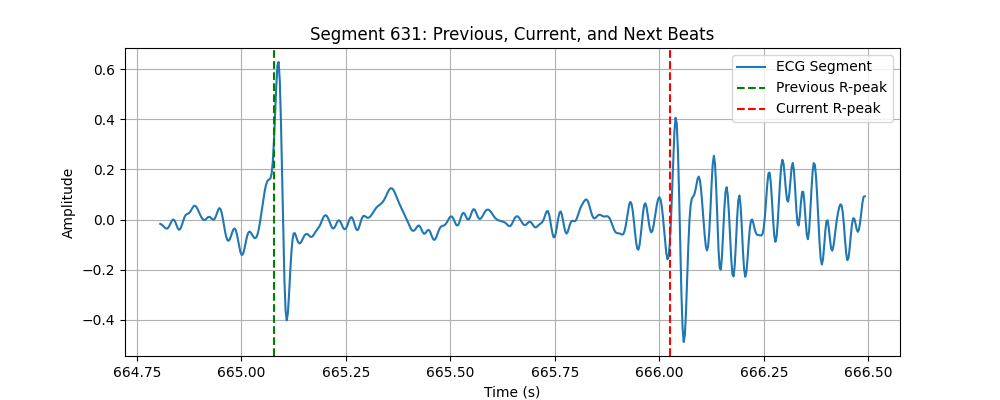 Segment 631: Previous, Current, and Next Beats
ECG Segment
Previous R-peak
Current R-peak
Amplitude
0.6
0.4
0.2
0.0
−0.2
−0.4
664.75 665.00 665.25 665.50 665.75 666.00 666.25 666.50
Time (s)